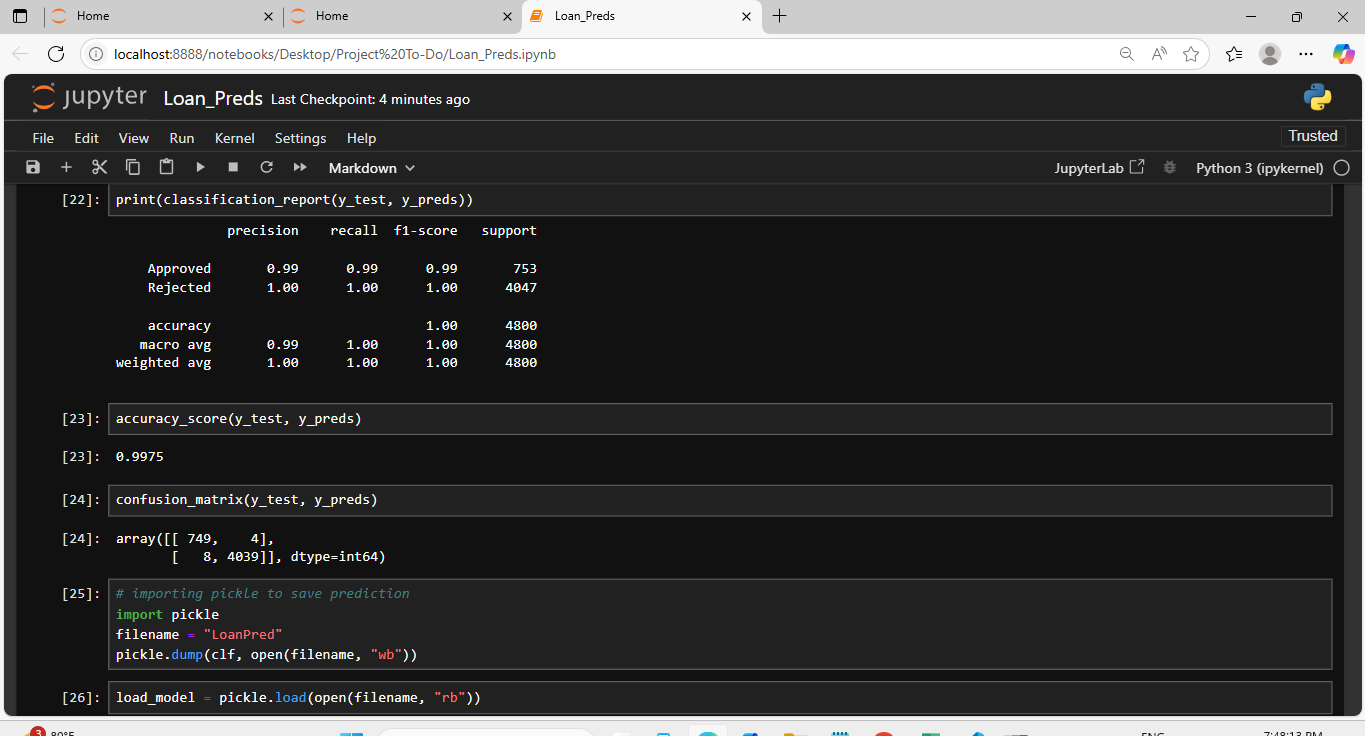 Home
Home
Loan_Preds
localhost:8888/notebooks/Desktop/Project%20To-Do/Loan_Preds.ipynb
jupyter Loan_Preds Last Checkpoint: 4 minutes ago
File Edit View Run Kernel Settings Help
Trusted
Markdown
JupyterLab
Python 3 (ipykernel)
[22]: print(classification_report(y_test, y_preds))
precision recall f1-score support
Approved 0.99 0.99 0.99 753
Rejected 1.00 1.00 1.00 4047
accuracy 1.00 4800
macro avg 0.99 1.00 1.00 4800
weighted avg 1.00 1.00 1.00 4800
[23]: accuracy_score(y_test, y_preds)
[23]: 0.9975
[24]: confusion_matrix(y_test, y_preds)
[24]: array([[ 749, 4],
[ 8, 4039]], dtype=int64)
[25]: # importing pickle to save prediction
import pickle
filename = "LoanPred"
pickle.dump(clf, open(filename, "wb"))
[26]: load_model = pickle.load(open(filename, "rb"))
3
80°F
ENG
7:48:13 PM